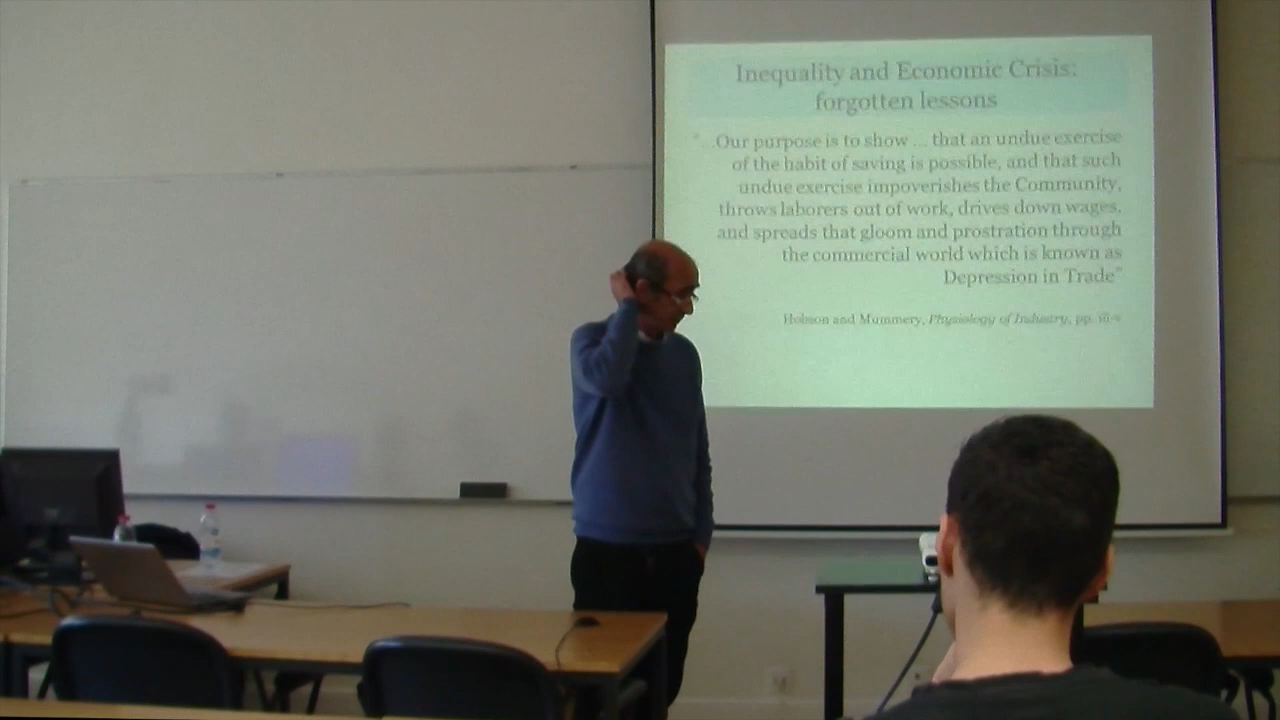 Inequality and Economic Crisis:
forgotten lessons
“ ...Our purpose is to show ... that an undue exercise
of the habit of saving is possible, and that such
undue exercise impoverishes the Community,
throws laborers out of work, drives down wages,
and spreads that gloom and prostration through
the commercial world which is known as
Depression in Trade”
Hobson and Mummery, Physiology of Industry, pp.